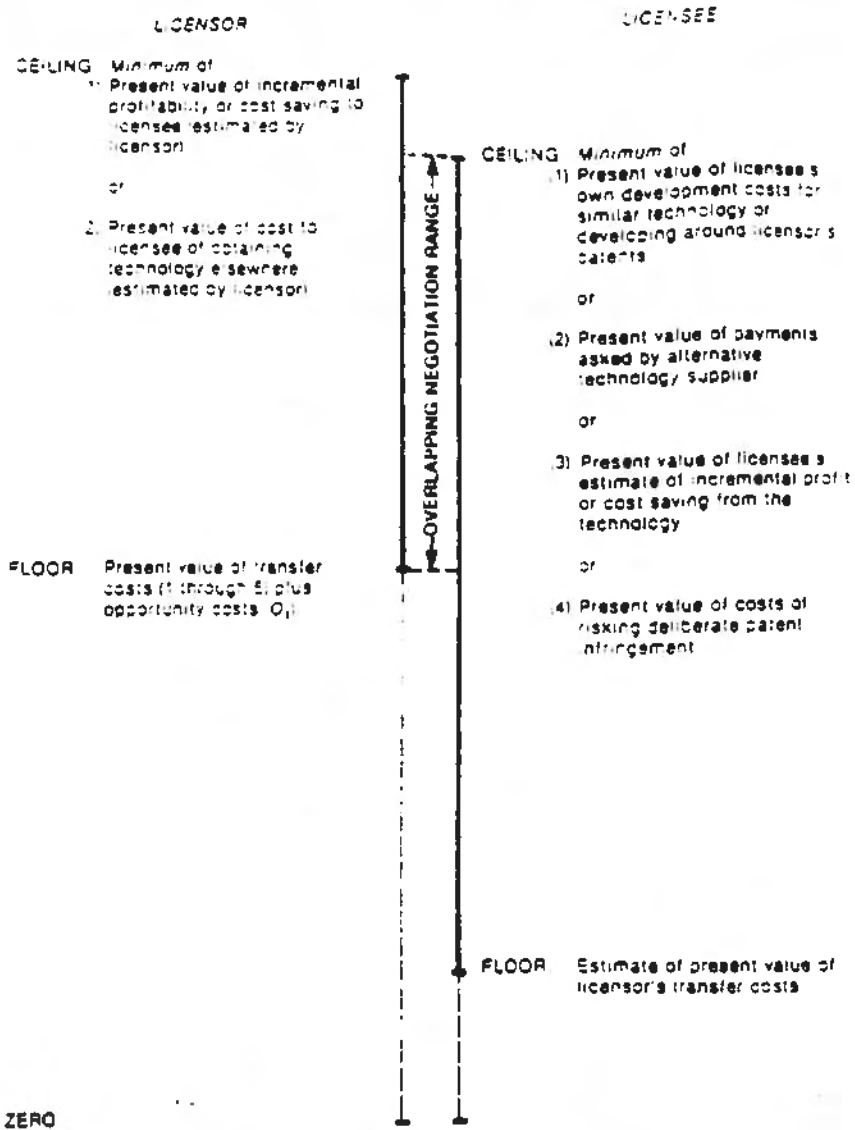 LICENSOR
CEILING Minimum of
1) Present value of incremental
profitability or cost saving to
licensee (estimated by
licensor)
or
2) Present value of cost to
licensee of obtaining
technology elsewhere
(estimated by licensor)
FLOOR Present value of transfer
costs (1 through 5) plus
opportunity costs
OVERLAPPING NEGOTIATION RANGE
LICENSEE
CEILING Minimum of
(1) Present value of licensee's
own development costs for
similar technology or
developing around licensor's
patents
or
(2) Present value of payments
asked by alternative
technology supplier
or
(3) Present value of licensee's
estimate of incremental profit
or cost saving from the
technology
or
(4) Present value of costs of
risking deliberate patent
infringement
FLOOR Estimate of present value of
licensor's transfer costs
ZERO